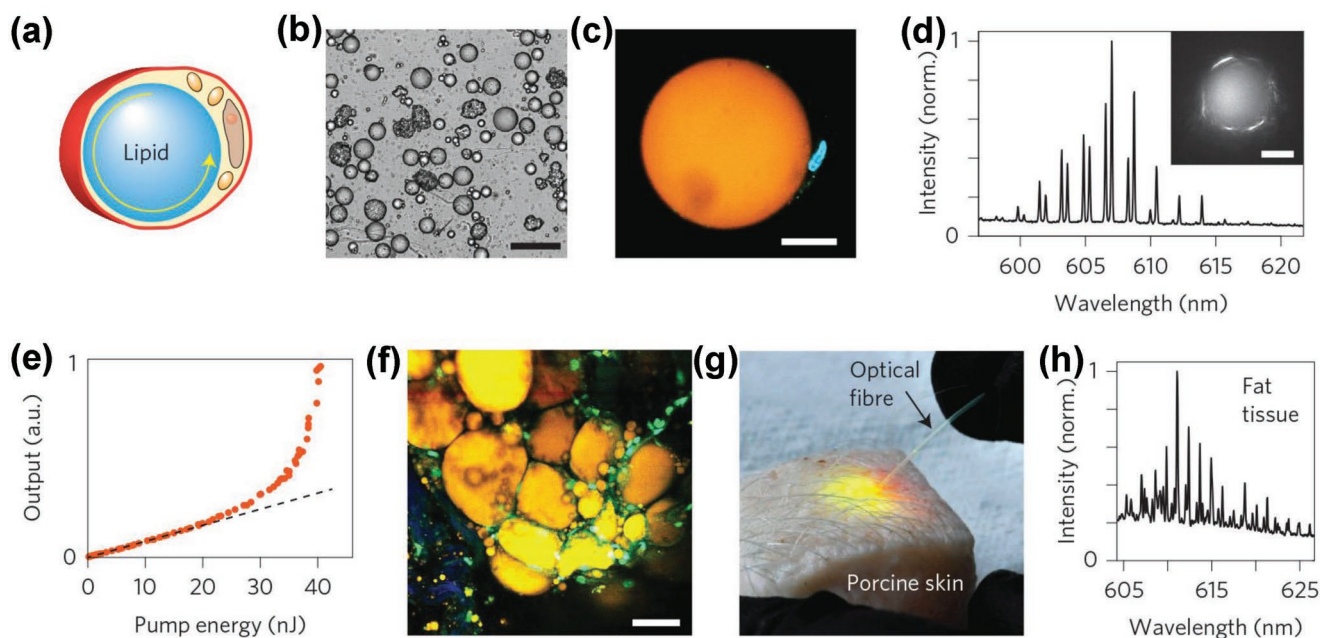 (a)
Lipid
(b)
(c)
(d)
Intensity (norm.)
1
0
600
605
610
615
620
Wavelength (nm)
(e)
Output (a.u.)
1
0
0
10
20
30
40
Pump energy (nJ)
(f)
(g)
Optical
fibre
Porcine skin
(h)
Intensity (norm.)
1
0
Fat
tissue
605
615
625
Wavelength (nm)